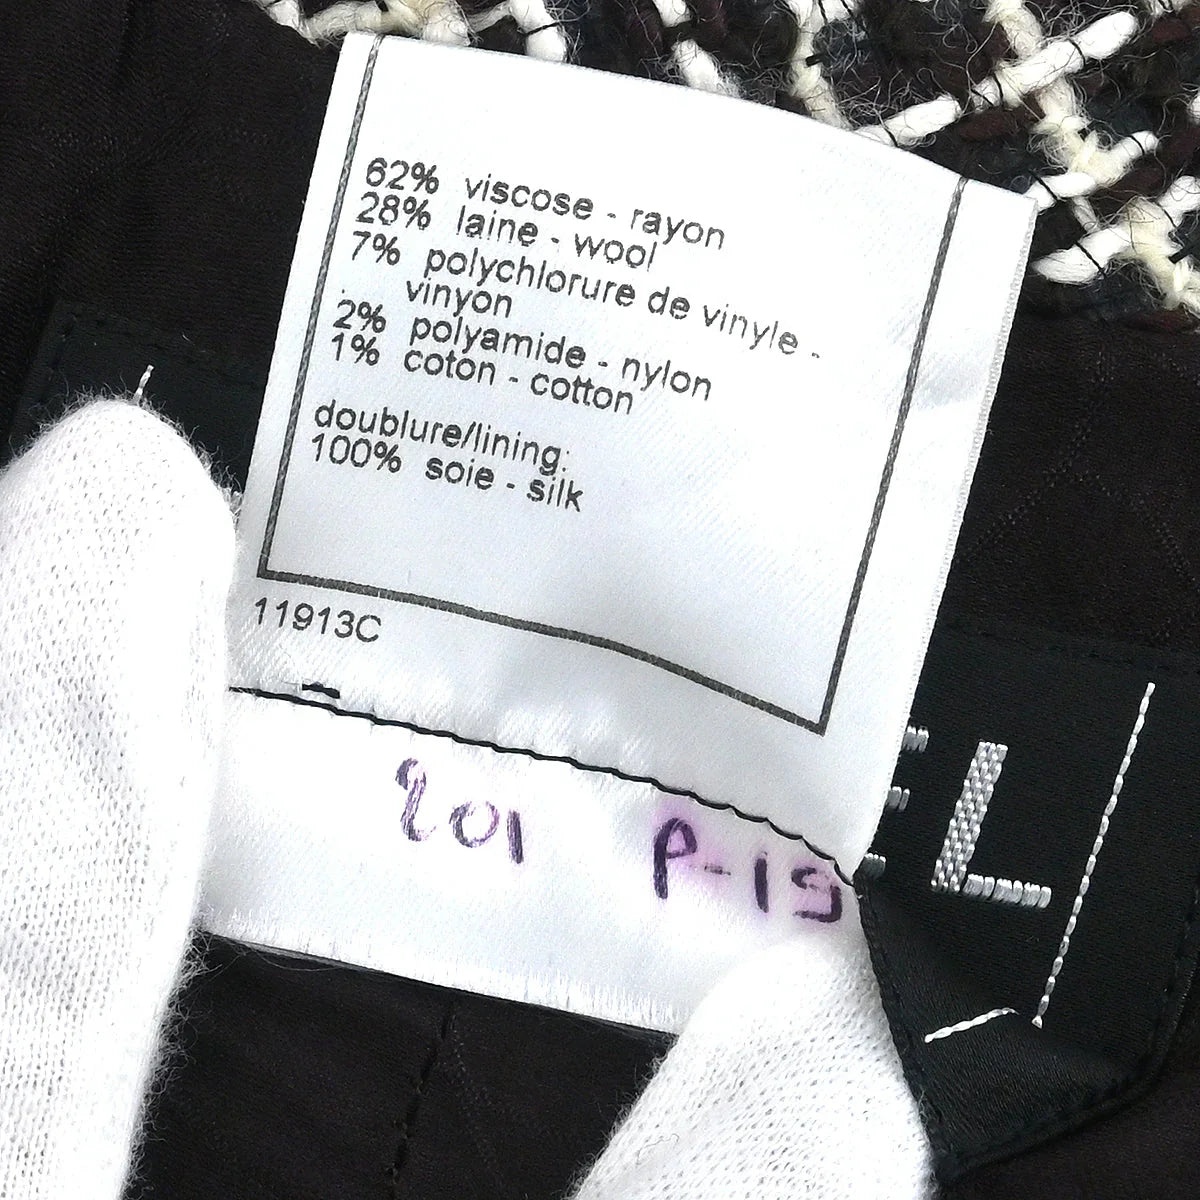 62% viscose - rayon
28% laine - wool
7% polychlorure de vinyle -
vinyon
2% polyamide - nylon
1% coton - cotton
doublure/lining:
100% soie - silk
11913C
201 P-19
EL